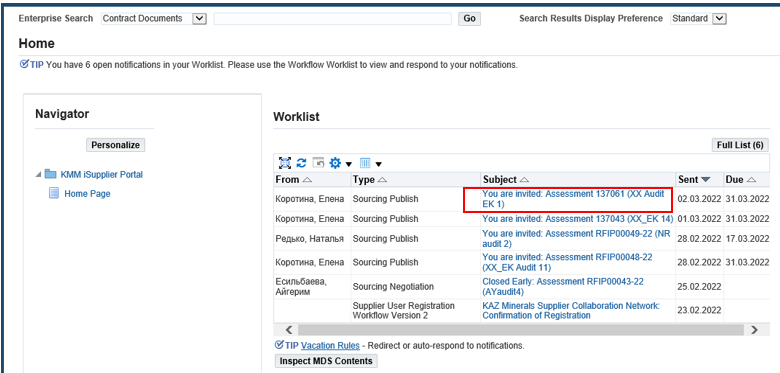 Enterprise Search Contract Documents Go Search Results Display Preference Standard
Home
TIP You have 6 open notifications in your Worklist. Please use the Workflow Worklist to view and respond to your notifications.
Navigator
Personalize
KMM iSupplier Portal
Home Page
Worklist
Full List (6)
From Type Subject Sent Due
Коротина, Елена Sourcing Publish You are invited: Assessment 137061 (XX Audit
EK 1) 02.03.2022 31.03.2022
Коротина, Елена Sourcing Publish You are invited: Assessment 137043 (XX_EK 14) 01.03.2022 31.03.2022
Редько, Наталья Sourcing Publish You are invited: Assessment RFIP00049-22 (NR
audit 2) 28.02.2022 17.03.2022
Коротина, Елена Sourcing Publish You are invited: Assessment RFIP00048-22
(XX_EK Audit 11) 28.02.2022 31.03.2022
Есильбаева,
Айгерим Sourcing Negotiation Closed Early: Assessment RFIP00043-22
(AYaudit4) 25.02.2022
Supplier User Registration
Workflow Version 2 KAZ Minerals Supplier Collaboration Network:
Confirmation of Registration 23.02.2022
TIP Vacation Rules - Redirect or auto-respond to notifications.
Inspect MDS Contents